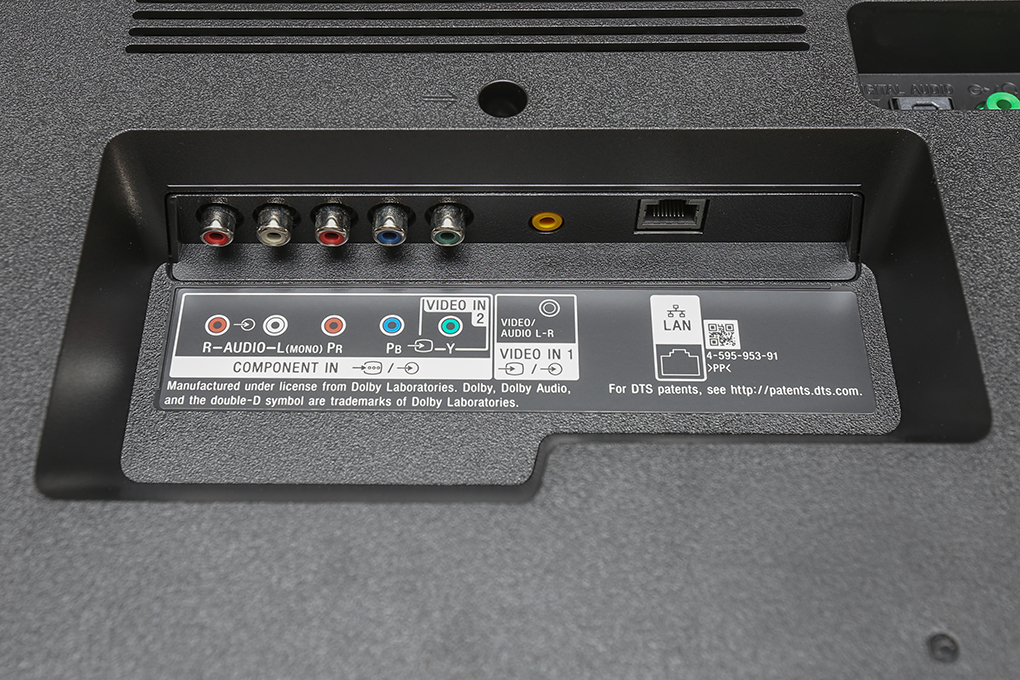 DIGITAL AUDIO
VIDEO IN
2
R-AUDIO-L(MONO) PR PB Y
COMPONENT IN /
VIDEO/
AUDIO L-R
VIDEO IN 1
/
LAN
4-595-953-91
>PP<
Manufactured under license from Dolby Laboratories. Dolby, Dolby Audio,
and the double-D symbol are trademarks of Dolby Laboratories.
For DTS patents, see http://patents.dts.com.